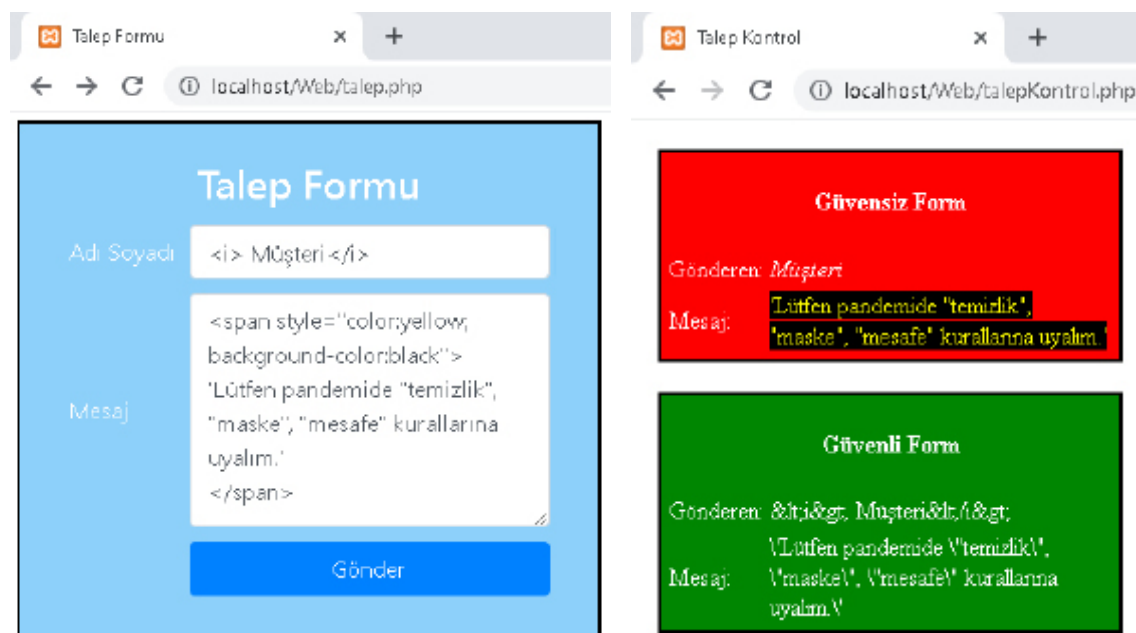 Talep Formu
localhost/Web/talep.php
Talep Formu
Adı Soyadı
<i> Müşteri</i>
Mesaj
<span style="color:yellow;
background-color:black">
'Lütfen pandemide "temizlik",
"maske", "mesafe" kurallarına
uyalım.'
</span>
Gönder
Talep Kontrol
localhost/Web/talepKontrol.php
Güvensiz Form
Gönderen: Müşteri
Mesaj:
'Lütfen pandemide "temizlik",
"maske", "mesafe" kurallarına uyalım.'
Güvenli Form
Gönderen: &lt;i&gt; Müşteri&lt;/i&gt;
Mesaj:
\'Lütfen pandemide \"temizlik\",
\"maske\", \"mesafe\" kurallarına
uyalım.\'